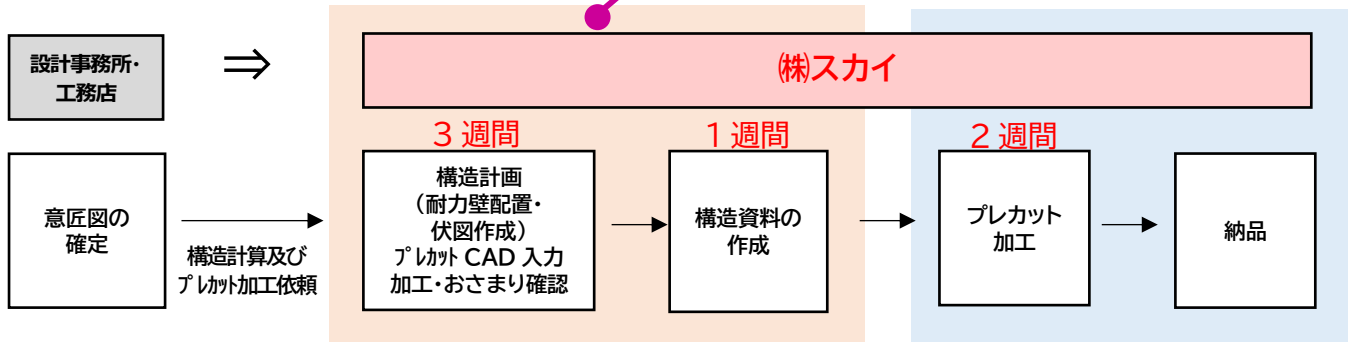 設計事務所・
工務店
⇒
㈱スカイ
3 週間
1 週間
2 週間
意匠図の
確定
構造計算及び
プレカット加工依頼
構造計画
（耐力壁配置・
伏図作成）
プレカット CAD 入力
加工・おさまり確認
構造資料の
作成
プレカット
加工
納品